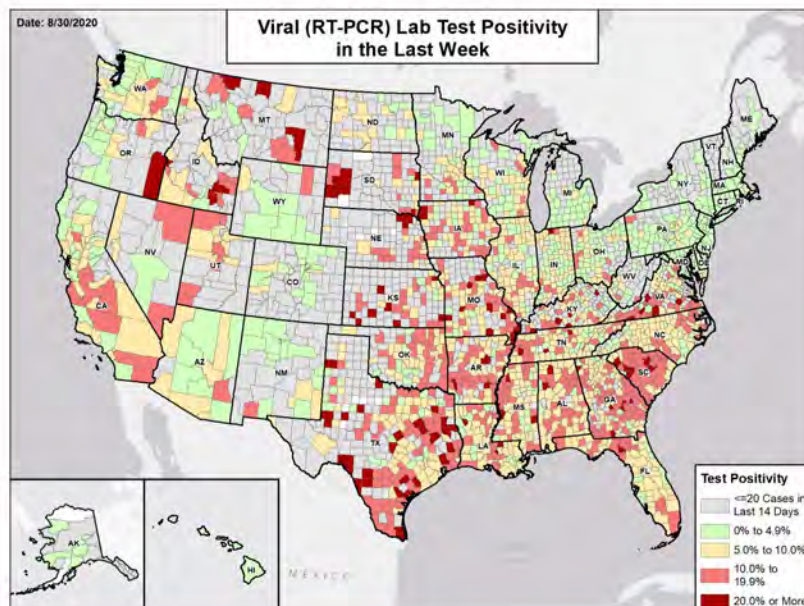 Date: 8/30/2020
Viral (RT-PCR) Lab Test Positivity
in the Last Week
WA
MT
ND
MN
ME
OR
ID
SD
WI
VT
NH
WY
MI
NY
MA
CT
RI
NV
UT
NE
IA
PA
NJ
CA
CO
IL
IN
OH
MD
DE
WV
KS
MO
KY
VA
AZ
NM
OK
AR
TN
NC
SC
TX
LA
MS
AL
GA
FL
AK
HI
MEXICO
Test Positivity
<=20 Cases in
Last 14 Days
0% to 4.9%
5.0% to 10.0%
10.0% to
19.9%
20.0% or More